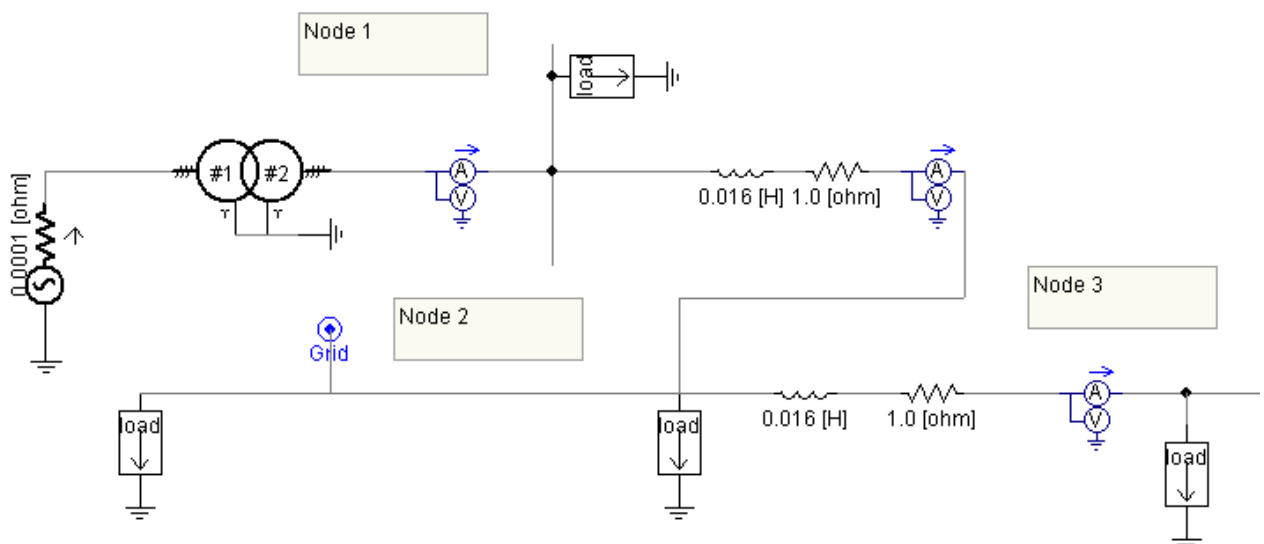 Node 1
load
#1 #2
A
V
0.016 [H] 1.0 [ohm]
A
V
0.0001 [ohm]
Node 2
Node 3
Grid
load
load
0.016 [H] 1.0 [ohm]
A
V
load